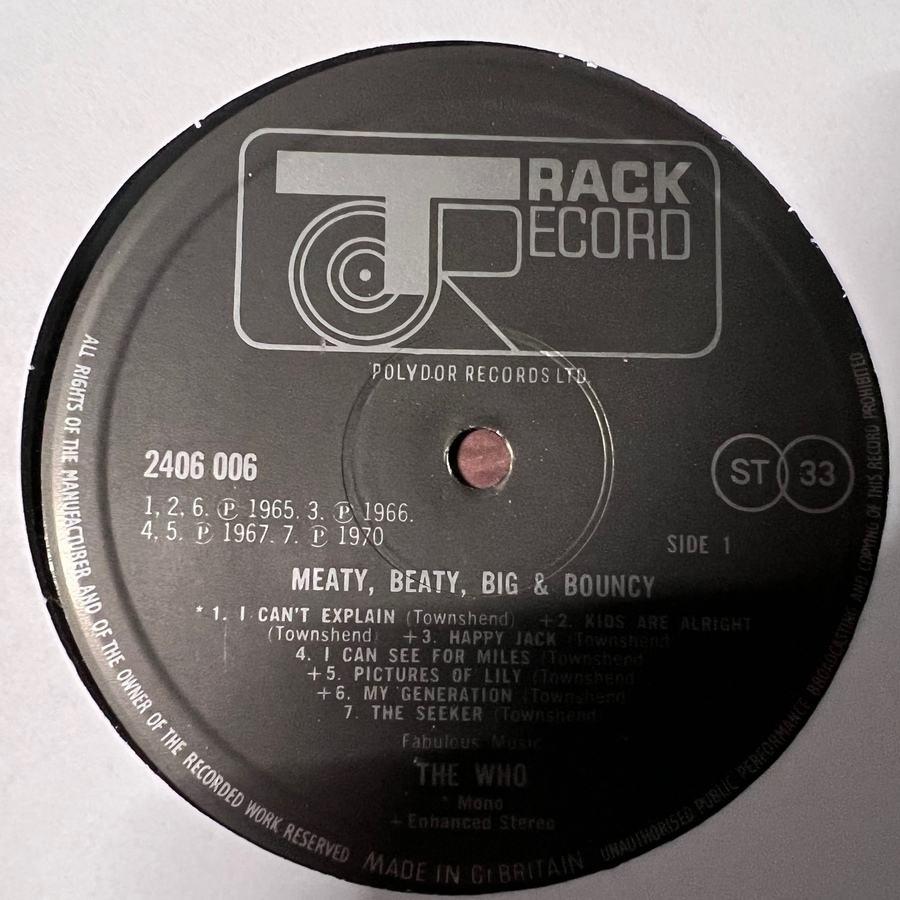 TRACK
RECORD
POLYDOR RECORDS LTD.
2406 006
ST 33
1, 2, 6. ℗ 1965. 3. ℗ 1966.
4, 5. ℗ 1967. 7. ℗ 1970
SIDE 1
MEATY, BEATY, BIG & BOUNCY
* 1. I CAN'T EXPLAIN (Townshend) +2. KIDS ARE ALRIGHT
(Townshend) +3. HAPPY JACK (Townshend)
4. I CAN SEE FOR MILES (Townshend)
+5. PICTURES OF LILY (Townshend)
+6. MY GENERATION (Townshend)
7. THE SEEKER (Townshend)
Fabulous Music
THE WHO
* Mono
+ Enhanced Stereo
ALL RIGHTS OF THE MANUFACTURER AND OF THE OWNER OF THE RECORDED WORK RESERVED
MADE IN Gt BRITAIN
UNAUTHORISED PUBLIC PERFORMANCE BROADCASTING AND COPYING OF THIS RECORD PROHIBITED